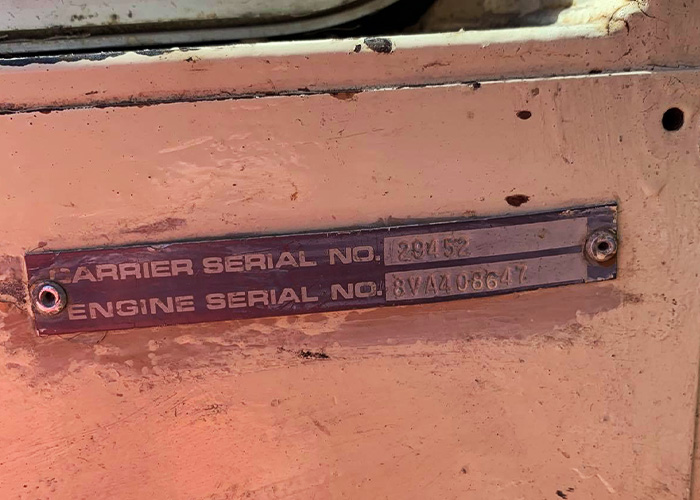 CARRIER SERIAL NO. 29452
ENGINE SERIAL NO. 8VA408647